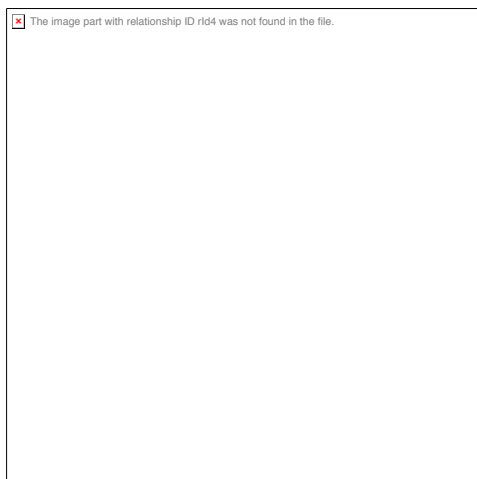 The image part with relationship ID rId4 was not found in the file.